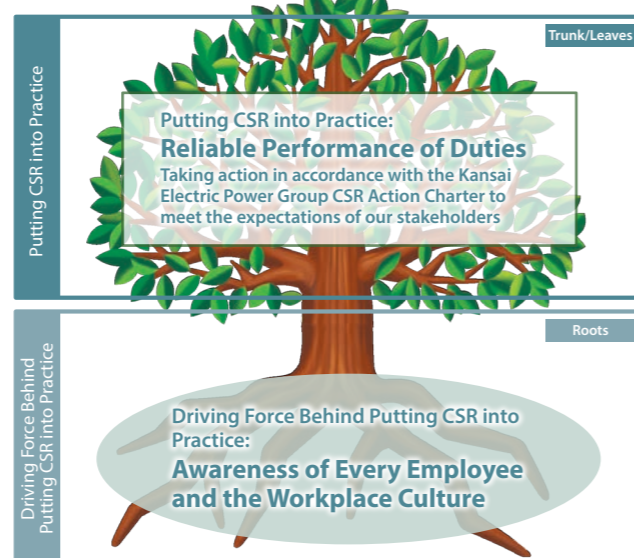 Trunk/Leaves
Putting CSR into Practice
Putting CSR into Practice:
Reliable Performance of Duties
Taking action in accordance with the Kansai
Electric Power Group CSR Action Charter to
meet the expectations of our stakeholders
Roots
Driving Force Behind
Putting CSR into Practice
Driving Force Behind Putting CSR into
Practice:
Awareness of Every Employee
and the Workplace Culture